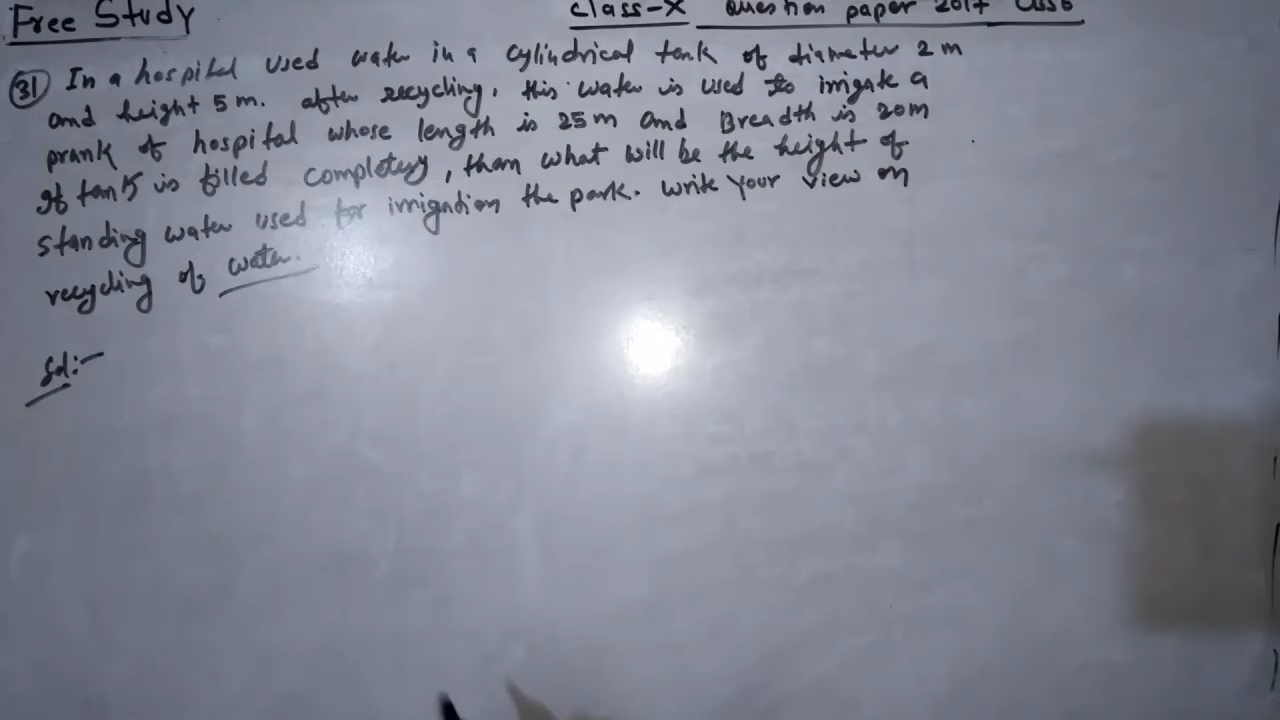 Free Study
Class-X Question paper 2017 CBSE
(31) In a hospital used water in a cylindrical tank of diameter 2 m
and height 5 m. after recycling, this water is used to irrigate a
prank of hospital whose length is 25 m and Breadth is 20 m
If tank is filled completely, than what will be the height of
standing water used for irrigation the park. Write your view on
recycling of water.
Sol:-